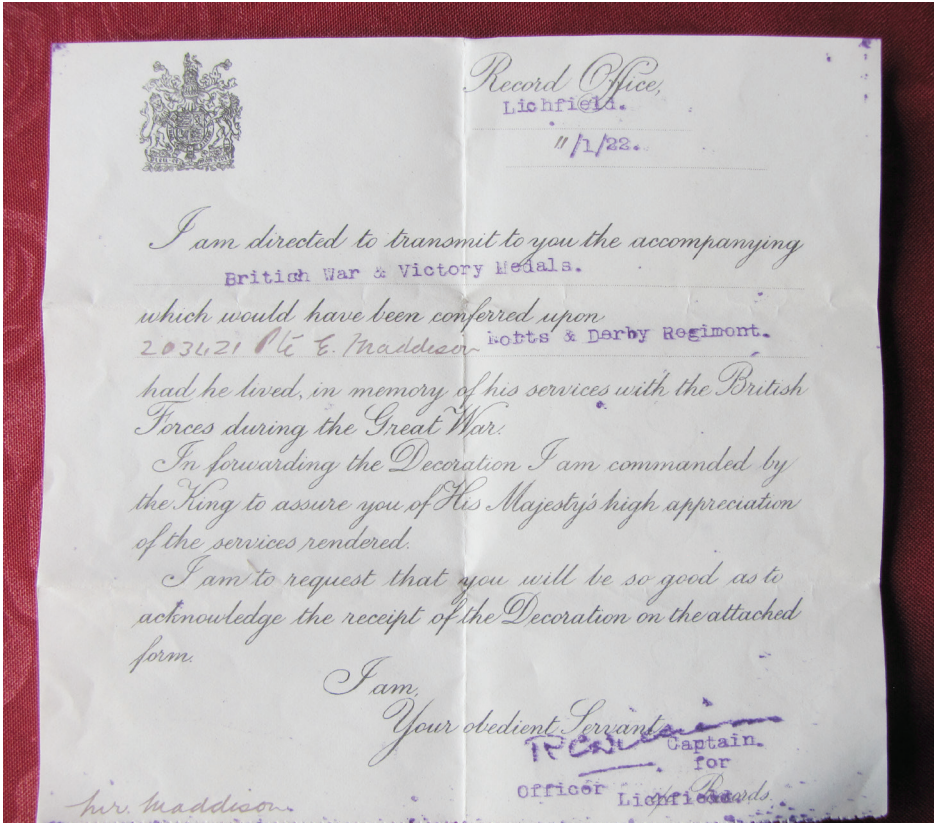 Record Office,
Lichfield.
11/1/22.
I am directed to transmit to you the accompanying
British War & Victory Medals.
which would have been conferred upon
203421 Pte E. Maddison Notts & Derby Regiment.
had he lived, in memory of his services with the British
Forces during the Great War.
In forwarding the Decoration I am commanded by
the King to assure you of His Majesty's high appreciation
of the services rendered.
I am to request that you will be so good as to
acknowledge the receipt of the Decoration on the attached
form.
I am,
Your obedient Servant,
Captain.
for
Officer Lichfield i/c Records.
Mr. Maddison